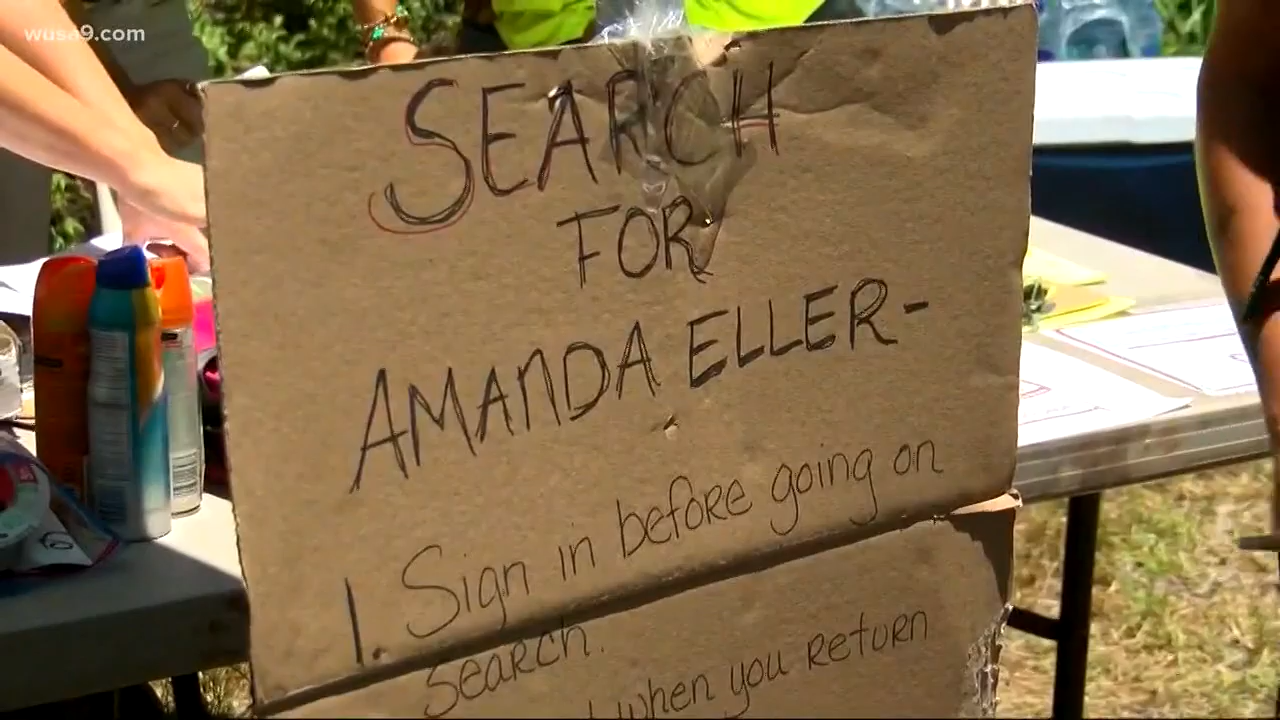 wusa9.com
SEARCH
FOR
AMANDA ELLER-
1. Sign in before going on
search.
when you return